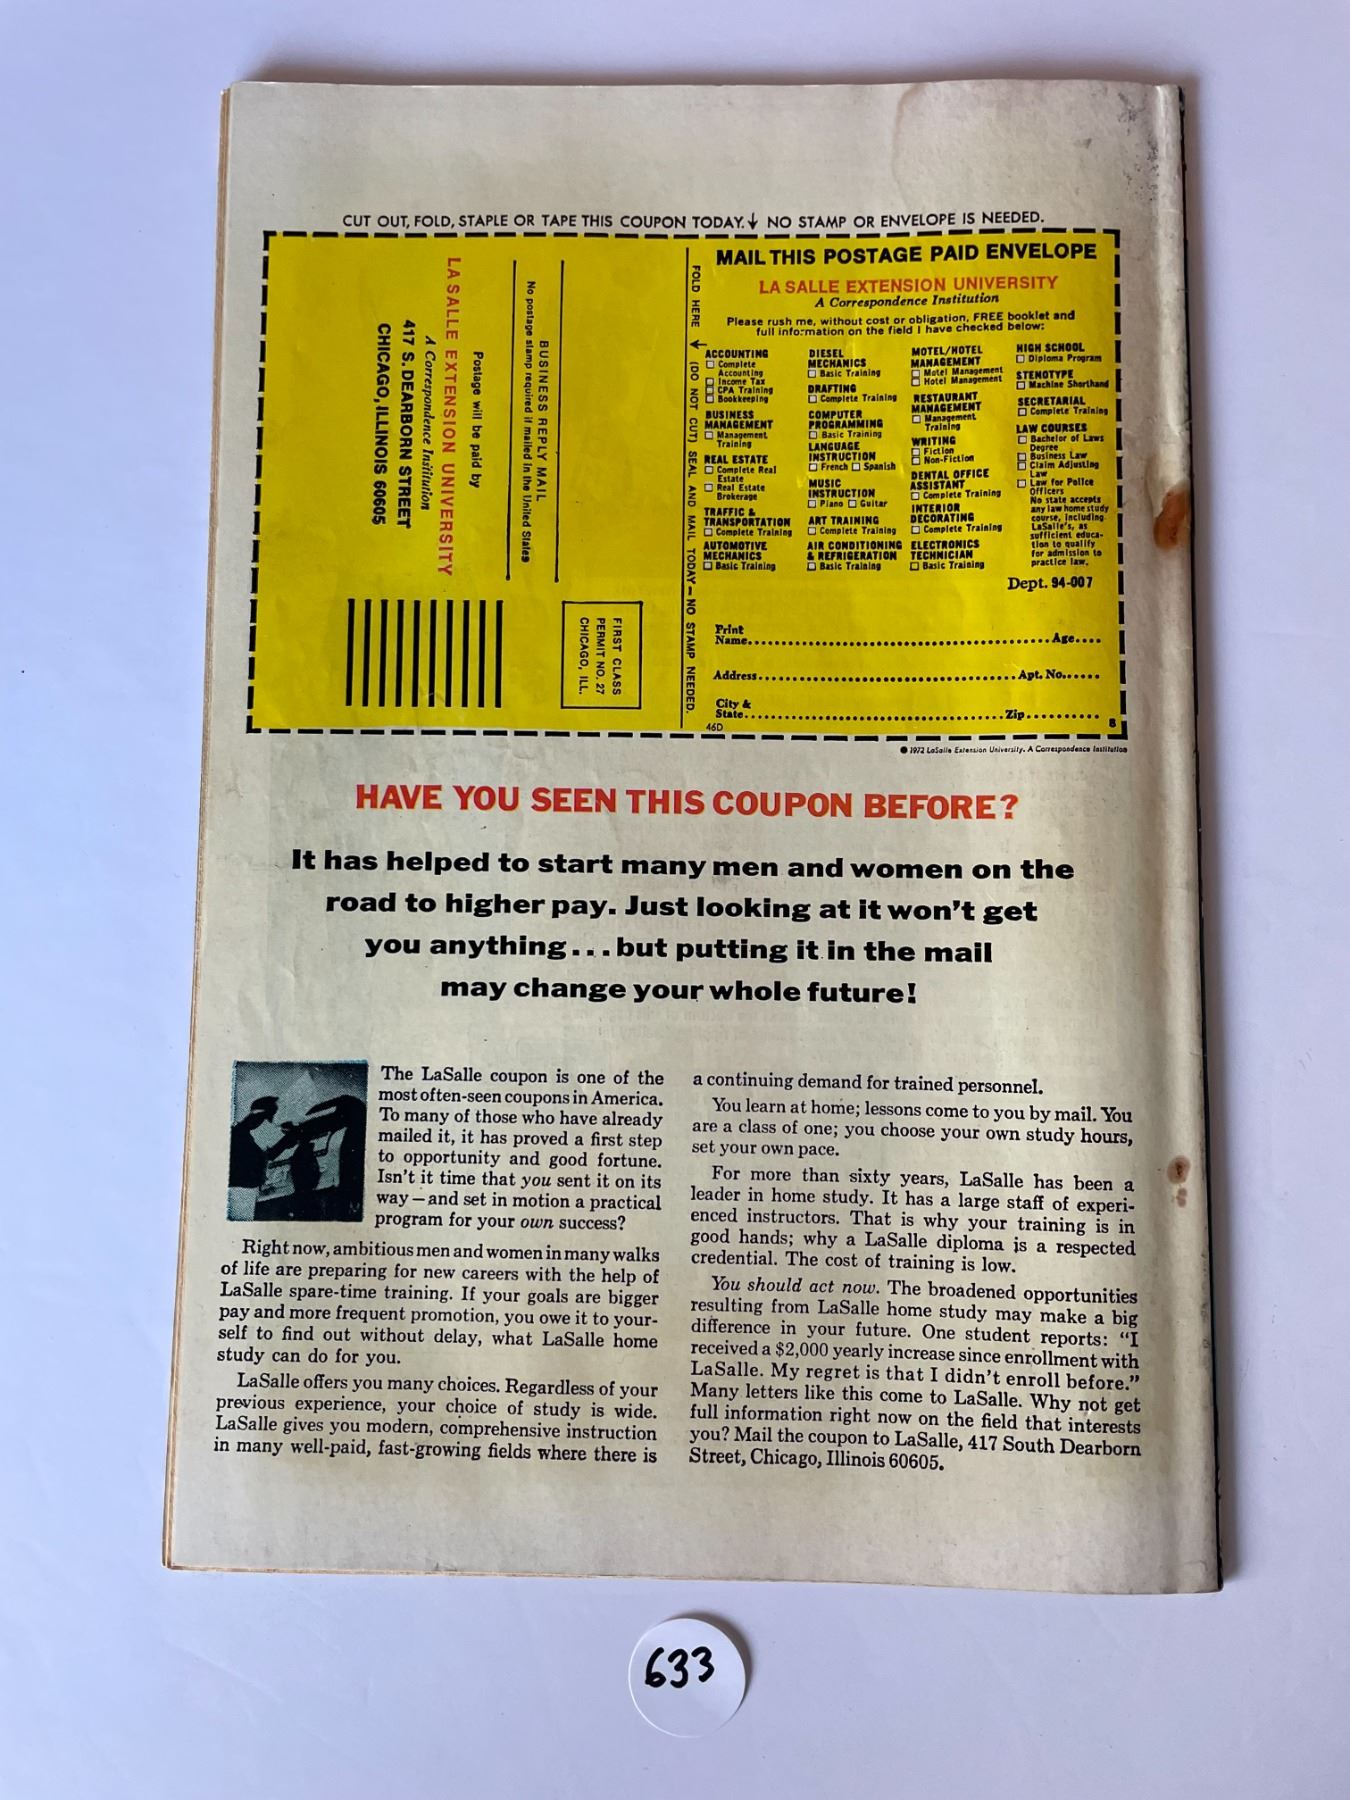 CUT OUT, FOLD, STAPLE OR TAPE THIS COUPON TODAY. ↓ NO STAMP OR ENVELOPE IS NEEDED.
FIRST CLASS
PERMIT NO. 27
CHICAGO, ILL.
BUSINESS REPLY MAIL
No postage stamp required if mailed in the United States
Postage will be paid by
LA SALLE EXTENSION UNIVERSITY
A Correspondence Institution
417 S. DEARBORN STREET
CHICAGO, ILLINOIS 60605
FOLD HERE ↓ (DO NOT CUT) SEAL AND MAIL TODAY — NO STAMP NEEDED.
MAIL THIS POSTAGE PAID ENVELOPE
LA SALLE EXTENSION UNIVERSITY
A Correspondence Institution
Please rush me, without cost or obligation, FREE booklet and
full information on the field I have checked below:
ACCOUNTING
☐ Complete
Accounting
☐ Income Tax
☐ CPA Training
☐ Bookkeeping
BUSINESS
MANAGEMENT
☐ Management
Training
REAL ESTATE
☐ Complete Real
Estate
☐ Real Estate
Brokerage
TRAFFIC &
TRANSPORTATION
☐ Complete Training
AUTOMOTIVE
MECHANICS
☐ Basic Training
DIESEL
MECHANICS
☐ Basic Training
DRAFTING
☐ Complete Training
COMPUTER
PROGRAMMING
☐ Basic Training
LANGUAGE
INSTRUCTION
☐ French ☐ Spanish
MUSIC
INSTRUCTION
☐ Piano ☐ Guitar
ART TRAINING
☐ Complete Training
AIR CONDITIONING
& REFRIGERATION
☐ Basic Training
MOTEL/HOTEL
MANAGEMENT
☐ Motel Management
☐ Hotel Management
RESTAURANT
MANAGEMENT
☐ Management
Training
WRITING
☐ Fiction
☐ Non-Fiction
DENTAL OFFICE
ASSISTANT
☐ Complete Training
INTERIOR
DECORATING
☐ Complete Training
ELECTRONICS
TECHNICIAN
☐ Basic Training
HIGH SCHOOL
☐ Diploma Program
STENOTYPE
☐ Machine Shorthand
SECRETARIAL
☐ Complete Training
LAW COURSES
☐ Bachelor of Laws
Degree
☐ Business Law
☐ Claim Adjusting
Law
☐ Law for Police
Officers
No state accepts
any law home study
course, including
LaSalle's, as
sufficient educa-
tion to qualify
for admission to
practice law.
Dept. 94-007
Print
Name.......... Age....
Address.......... Apt. No......
City &
State.......... Zip..........
46D
8
© 1972 LaSalle Extension University. A Correspondence Institution
HAVE YOU SEEN THIS COUPON BEFORE?
It has helped to start many men and women on the
road to higher pay. Just looking at it won't get
you anything...but putting it in the mail
may change your whole future!
The LaSalle coupon is one of the
most often-seen coupons in America.
To many of those who have already
mailed it, it has proved a first step
to opportunity and good fortune.
Isn't it time that you sent it on its
way — and set in motion a practical
program for your own success?
Right now, ambitious men and women in many walks
of life are preparing for new careers with the help of
LaSalle spare-time training. If your goals are bigger
pay and more frequent promotion, you owe it to your-
self to find out without delay, what LaSalle home
study can do for you.
LaSalle offers you many choices. Regardless of your
previous experience, your choice of study is wide.
LaSalle gives you modern, comprehensive instruction
in many well-paid, fast-growing fields where there is
a continuing demand for trained personnel.
You learn at home; lessons come to you by mail. You
are a class of one; you choose your own study hours,
set your own pace.
For more than sixty years, LaSalle has been a
leader in home study. It has a large staff of experi-
enced instructors. That is why your training is in
good hands; why a LaSalle diploma is a respected
credential. The cost of training is low.
You should act now. The broadened opportunities
resulting from LaSalle home study may make a big
difference in your future. One student reports: "I
received a $2,000 yearly increase since enrollment with
LaSalle. My regret is that I didn't enroll before."
Many letters like this come to LaSalle. Why not get
full information right now on the field that interests
you? Mail the coupon to LaSalle, 417 South Dearborn
Street, Chicago, Illinois 60605.
633